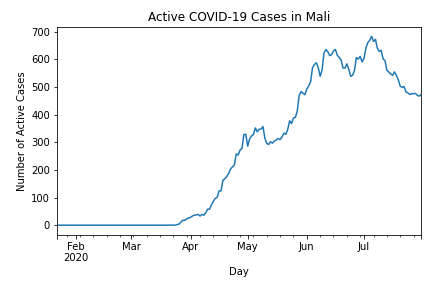 Active COVID-19 Cases in Mali
Number of Active Cases
700
600
500
400
300
200
100
0
Feb Mar Apr May Jun Jul
2020
Day